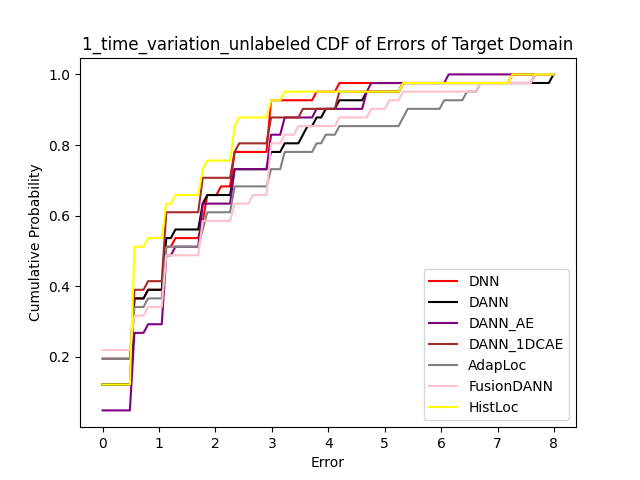 1_time_variation_unlabeled CDF of Errors of Target Domain
Cumulative Probability
1.0
0.8
0.6
0.4
0.2
DNN
DANN
DANN_AE
DANN_1DCAE
AdapLoc
FusionDANN
HistLoc
0 1 2 3 4 5 6 7 8
Error